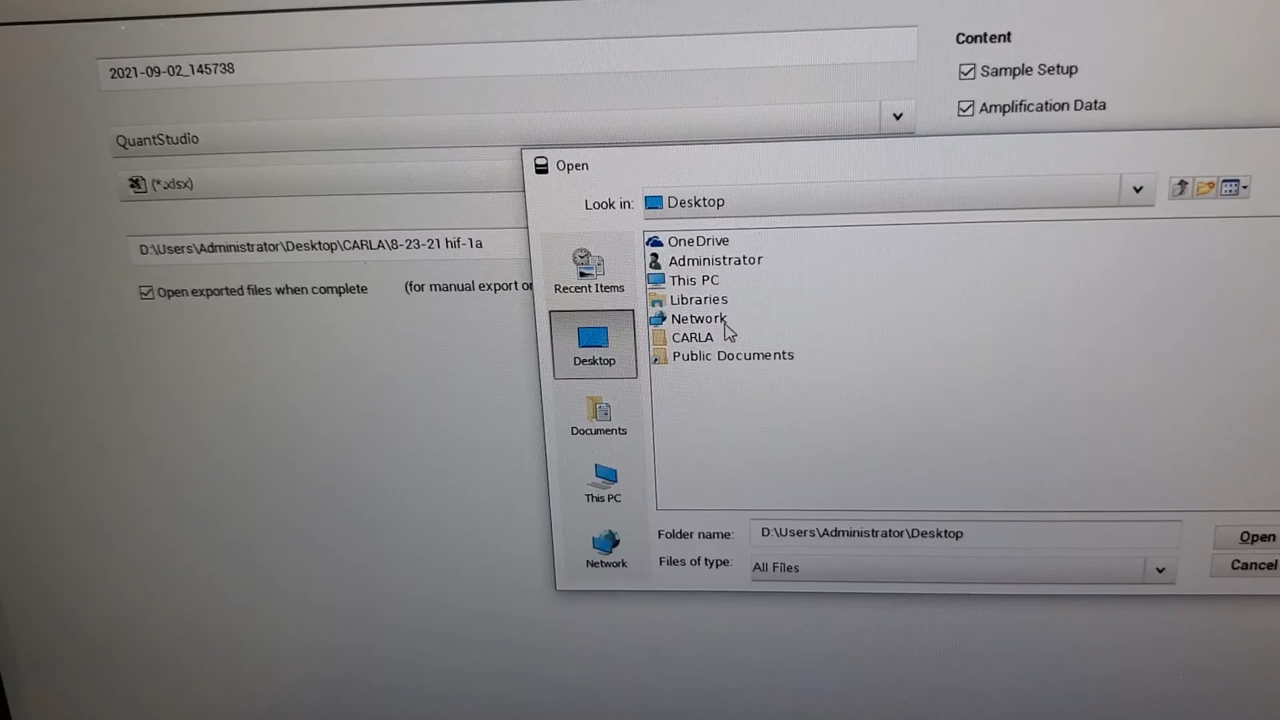 2021-09-02_145738
QuantStudio
(*.xlsx)
D:\Users\Administrator\Desktop\CARLA\8-23-21 hif-1a
Open exported files when complete
(for manual export or
Content
Sample Setup
Amplification Data
Open
Look in:
Desktop
Recent Items
Desktop
Documents
This PC
Network
OneDrive
Administrator
This PC
Libraries
Network
CARLA
Public Documents
Folder name:
D:\Users\Administrator\Desktop
Open
Files of type:
All Files
Cancel